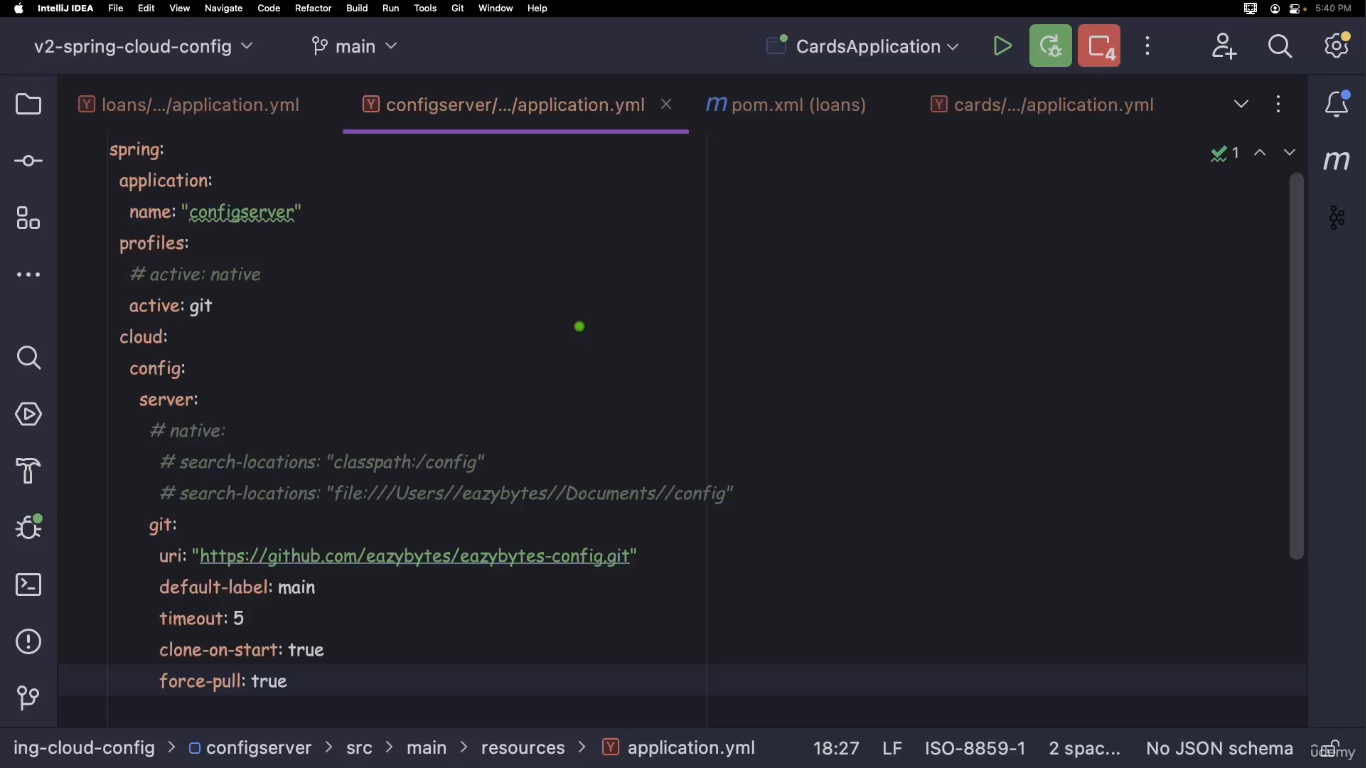 IntelliJ IDEA File Edit View Navigate Code Refactor Build Run Tools Git Window Help 5:40 PM
v2-spring-cloud-config main CardsApplication 4
loans/.../application.yml configserver/.../application.yml pom.xml (loans) cards/.../application.yml
spring:
application:
name: "configserver"
profiles:
# active: native
active: git
cloud:
config:
server:
# native:
# search-locations: "classpath:/config"
# search-locations: "file:///Users//eazybytes//Documents//config"
git:
uri: "https://github.com/eazybytes/eazybytes-config.git"
default-label: main
timeout: 5
clone-on-start: true
force-pull: true
1
ing-cloud-config > configserver > src > main > resources > application.yml 18:27 LF ISO-8859-1 2 spac... No JSON schema
udemy